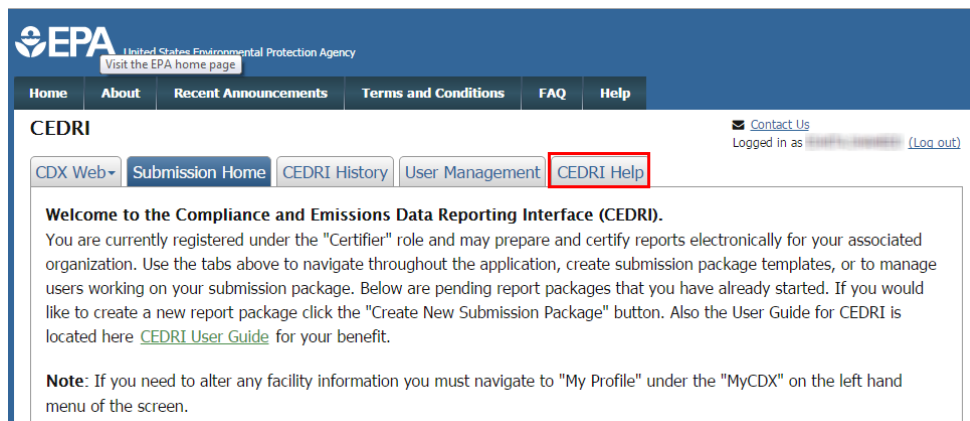 EPA United States Environmental Protection Agency
Visit the EPA home page
Home About Recent Announcements Terms and Conditions FAQ Help
CEDRI
Contact Us
Logged in as (Log out)
CDX Web Submission Home CEDRI History User Management CEDRI Help
Welcome to the Compliance and Emissions Data Reporting Interface (CEDRI).
You are currently registered under the "Certifier" role and may prepare and certify reports electronically for your associated
organization. Use the tabs above to navigate throughout the application, create submission package templates, or to manage
users working on your submission package. Below are pending report packages that you have already started. If you would
like to create a new report package click the "Create New Submission Package" button. Also the User Guide for CEDRI is
located here CEDRI User Guide for your benefit.
Note: If you need to alter any facility information you must navigate to "My Profile" under the "MyCDX" on the left hand
menu of the screen.